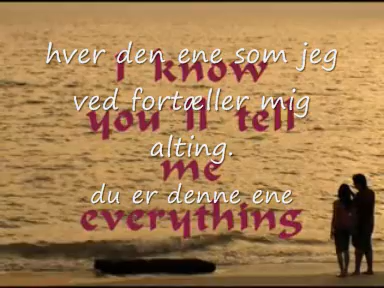 hver den ene som jeg
i know
ved fortæller mig
you'll tell
alting.
me
du er denne ene
everything